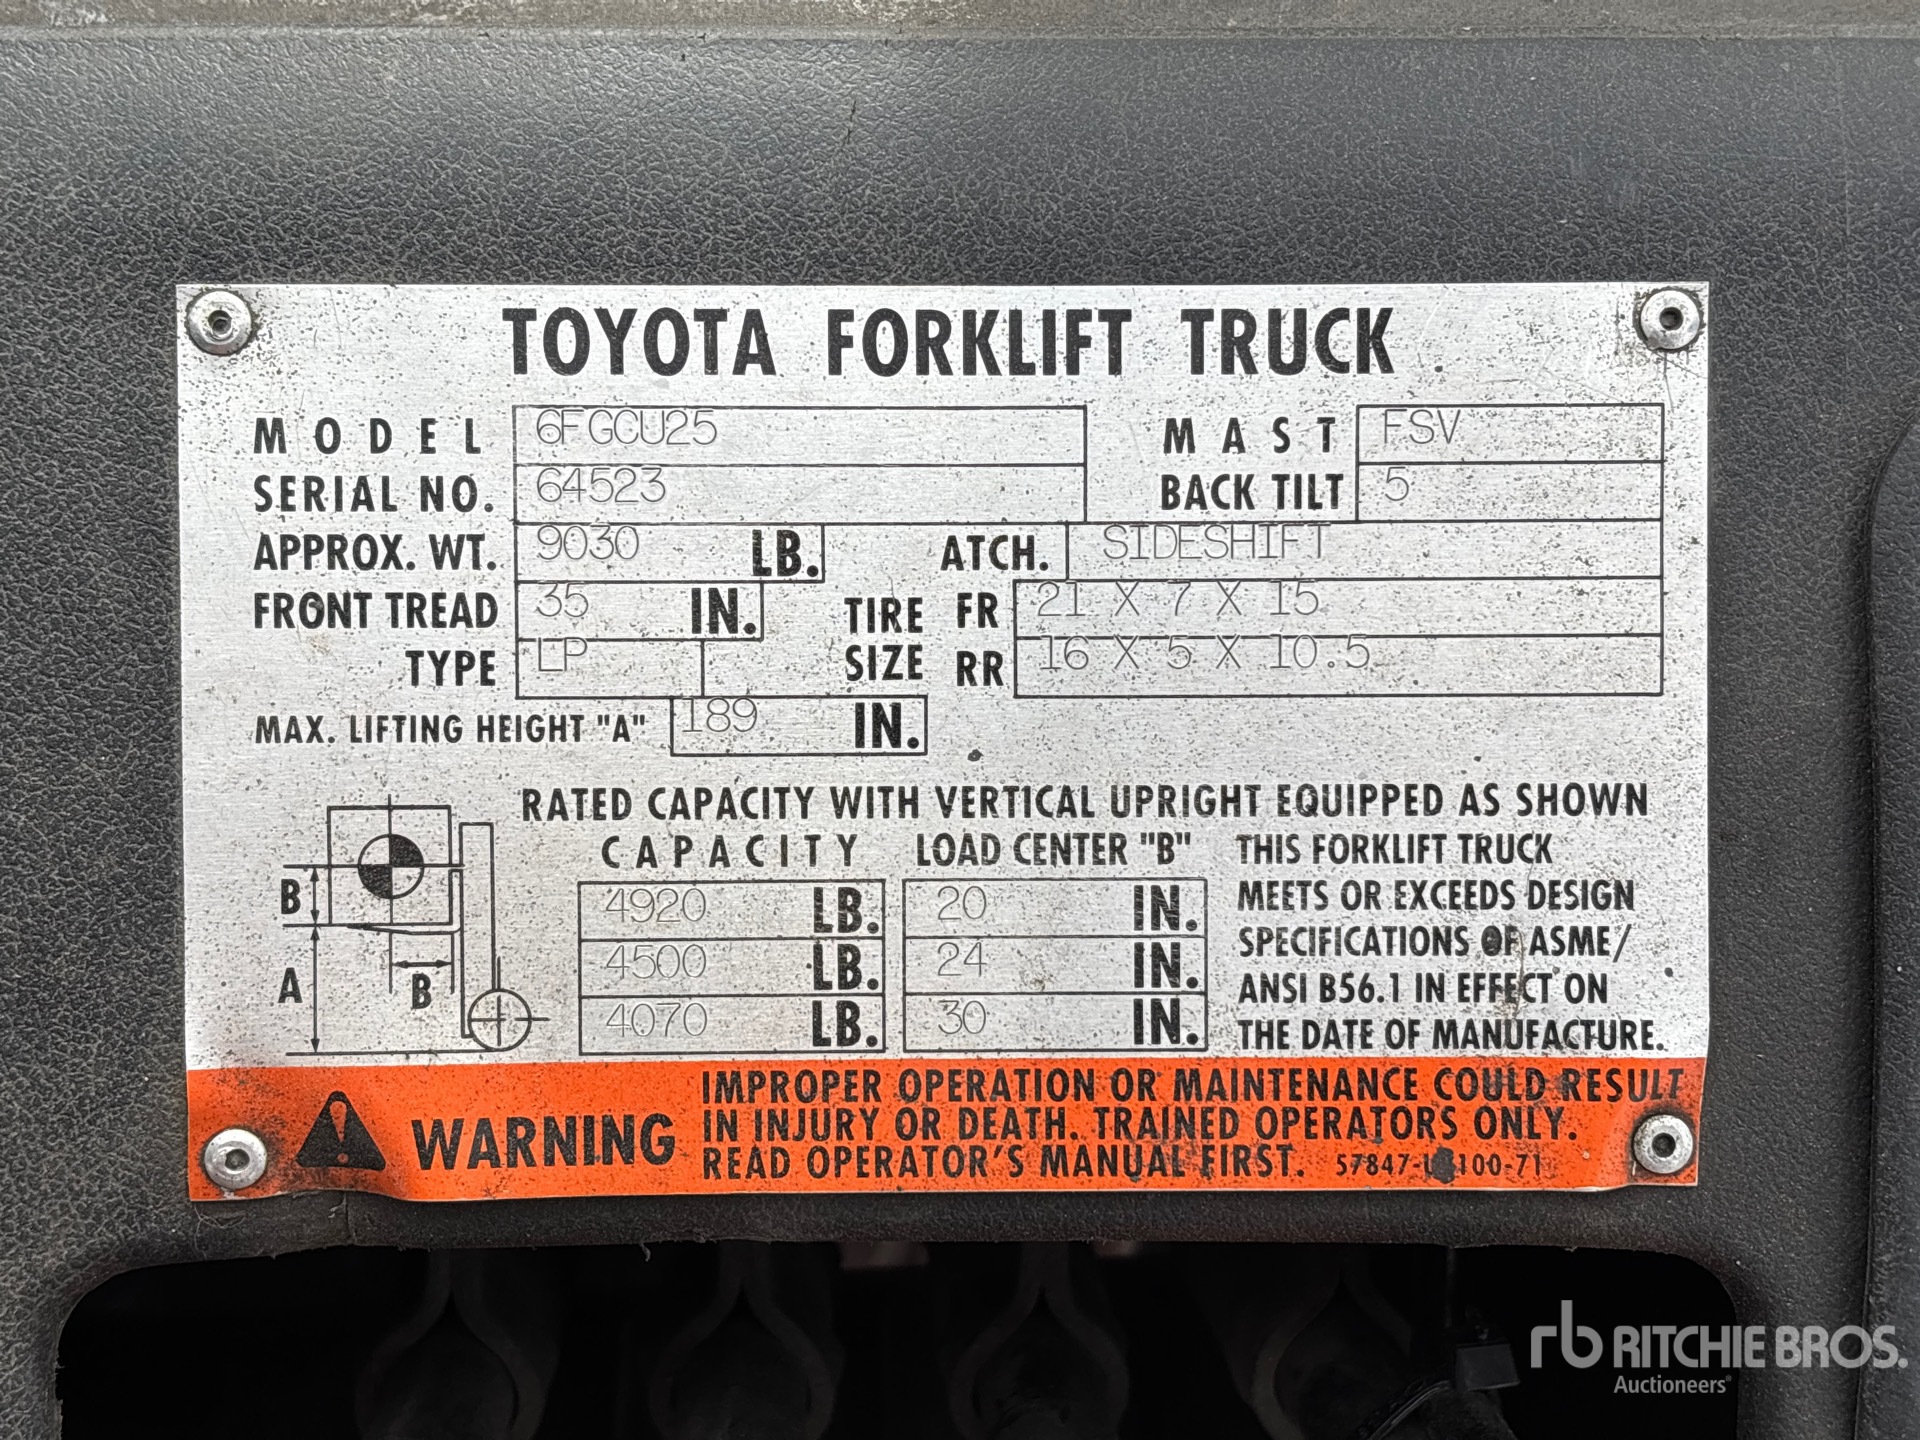 TOYOTA FORKLIFT TRUCK
MODEL 6FGCU25 MAST FSV
SERIAL NO. 64523 BACK TILT 5
APPROX. WT. 9030 LB. ATCH. SIDESHIFT
FRONT TREAD 35 IN. TIRE SIZE FR 21 X 7 X 15
TYPE LP RR 16 X 5 X 10.5
MAX. LIFTING HEIGHT "A" 189 IN.
RATED CAPACITY WITH VERTICAL UPRIGHT EQUIPPED AS SHOWN
CAPACITY LOAD CENTER "B"
4920 LB. 20 IN.
4500 LB. 24 IN.
4070 LB. 30 IN.
THIS FORKLIFT TRUCK
MEETS OR EXCEEDS DESIGN
SPECIFICATIONS OF ASME/
ANSI B56.1 IN EFFECT ON
THE DATE OF MANUFACTURE.
B
A
B
WARNING
IMPROPER OPERATION OR MAINTENANCE COULD RESULT
IN INJURY OR DEATH. TRAINED OPERATORS ONLY.
READ OPERATOR'S MANUAL FIRST.
rb RITCHIE BROS.
Auctioneers